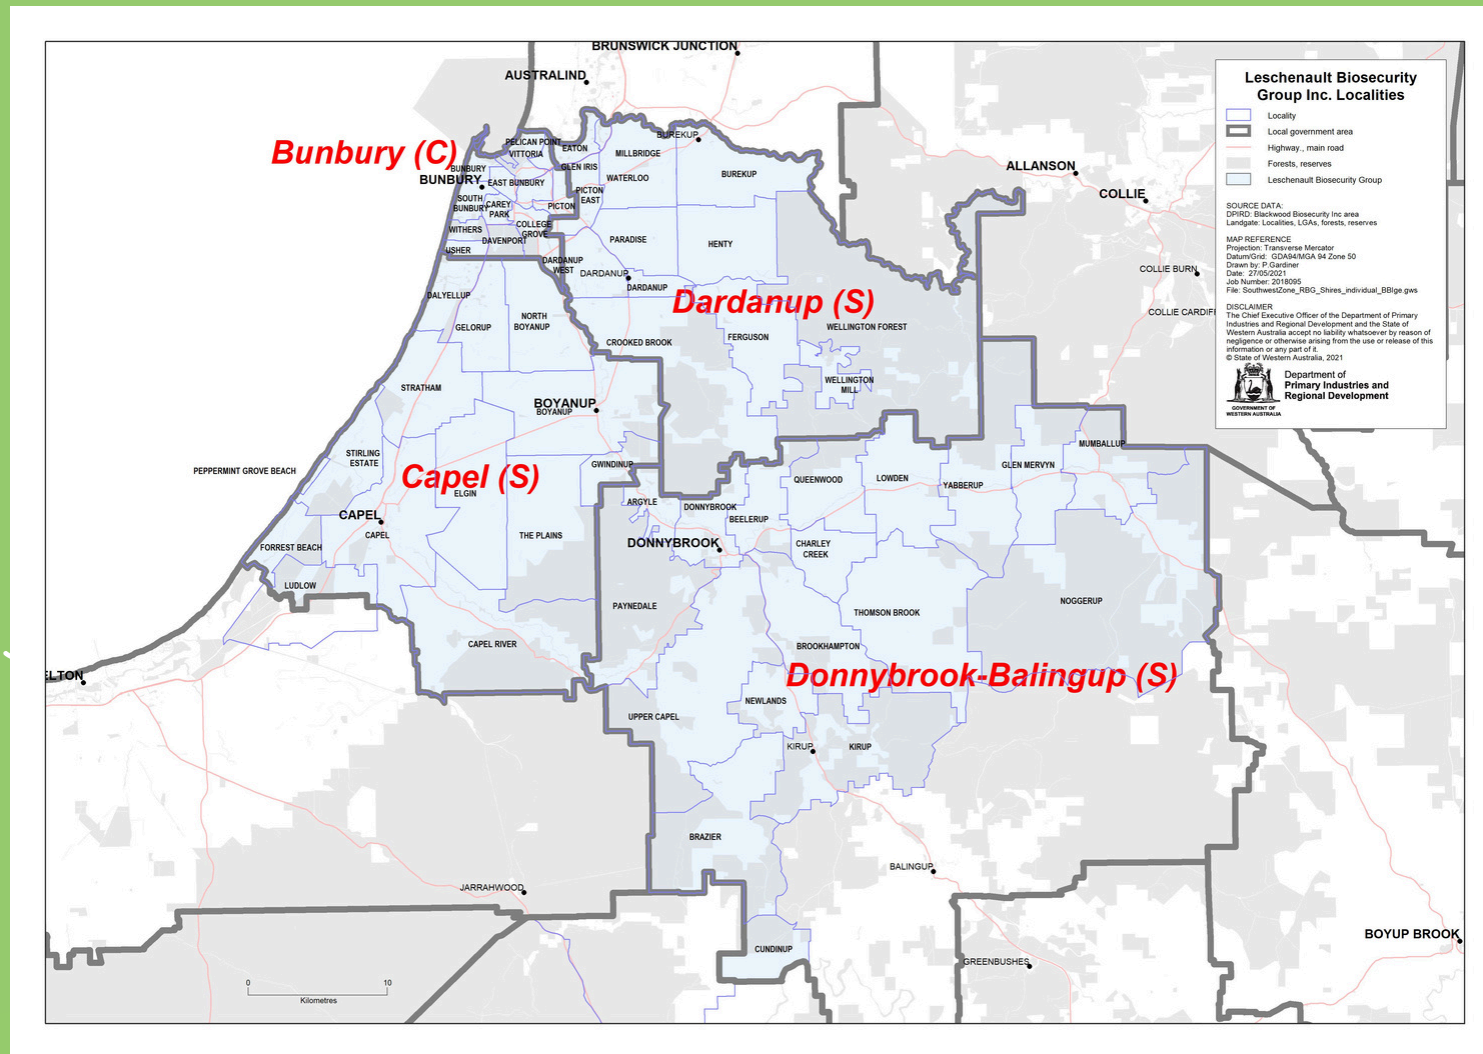 BRUNSWICK JUNCTION
AUSTRALIND
Leschenault Biosecurity
Group Inc. Localities
Locality
Local government area
Highway., main road
Forests, reserves
Leschenault Biosecurity Group
SOURCE DATA:
DPIRD: Blackwood Biosecurity Inc area
Landgate: Localities, LGAs, forests, reserves
MAP REFERENCE
Projection: Transverse Mercator
Datum/Grid: GDA94/MGA 94 Zone 50
Drawn by: P.Gardiner
Date: 27/05/2021
Job Number: 2018095
File: SouthwestZone_RBG_Shires_individual_BBIge.gws
DISCLAIMER
The Chief Executive Officer of the Department of Primary
Industries and Regional Development and the State of
Western Australia accept no liability whatsoever by reason of
negligence or otherwise arising from the use or release of this
information or any part of it.
© State of Western Australia, 2021
GOVERNMENT OF
WESTERN AUSTRALIA
Department of
Primary Industries and
Regional Development
Bunbury (C)
PELICAN POINT
VITTORIA
EATON
BUREKUP
MILLBRIDGE
GLEN IRIS
BUNBURY
BUNBURY
EAST BUNBURY
WATERLOO
BUREKUP
ALLANSON
COLLIE
SOUTH
BUNBURY
CAREY
PARK
PICTON
EAST
PICTON
WITHERS
COLLEGE
GROVE
DAVENPORT
USHER
PARADISE
HENTY
DARDANUP
WEST
DARDANUP
DARDANUP
COLLIE BURN
DALYELLUP
Dardanup (S)
COLLIE CARDIF
GELORUP
NORTH
BOYANUP
WELLINGTON FOREST
CROOKED BROOK
FERGUSON
STRATHAM
WELLINGTON
MILL
BOYANUP
BOYANUP
MUMBALLUP
STIRLING
ESTATE
PEPPERMINT GROVE BEACH
GWINDINUP
GLEN MERVYN
Capel (S)
ELGIN
QUEENWOOD
LOWDEN
YABBERUP
ARGYLE
DONNYBROOK
BEELERUP
CAPEL
CAPEL
THE PLAINS
DONNYBROOK
CHARLEY
CREEK
FORREST BEACH
LUDLOW
PAYNEDALE
THOMSON BROOK
NOGGERUP
CAPEL RIVER
BROOKHAMPTON
ELTON
Donnybrook-Balingup (S)
NEWLANDS
UPPER CAPEL
KIRUP
KIRUP
BRAZIER
BALINGUP
JARRAHWOOD
BOYUP BROOK
CUNDINUP
GREENBUSHES
0 10
Kilometres